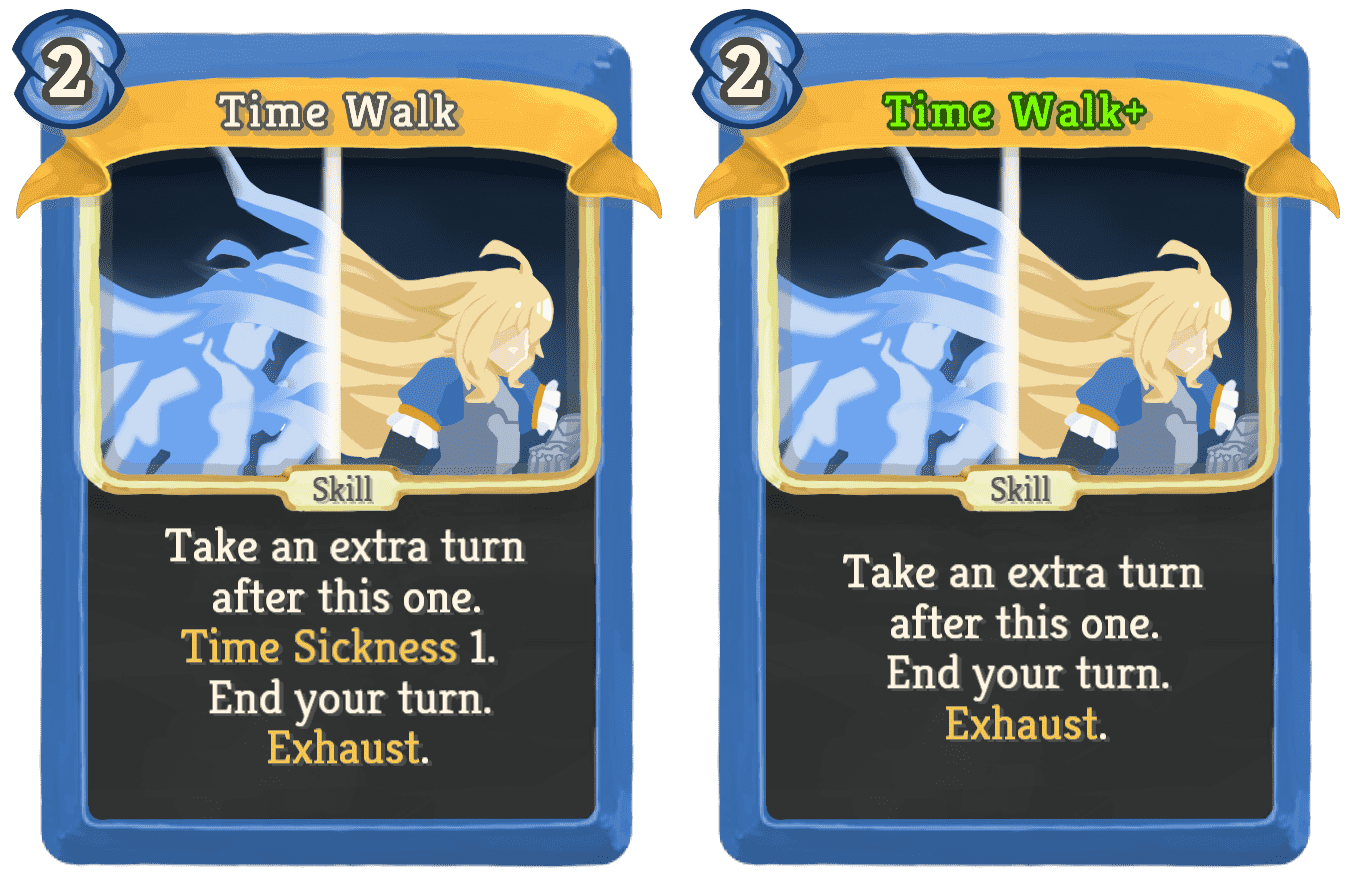 2
Time Walk
Skill
Take an extra turn
after this one.
Time Sickness 1.
End your turn.
Exhaust.
2
Time Walk+
Skill
Take an extra turn
after this one.
End your turn.
Exhaust.